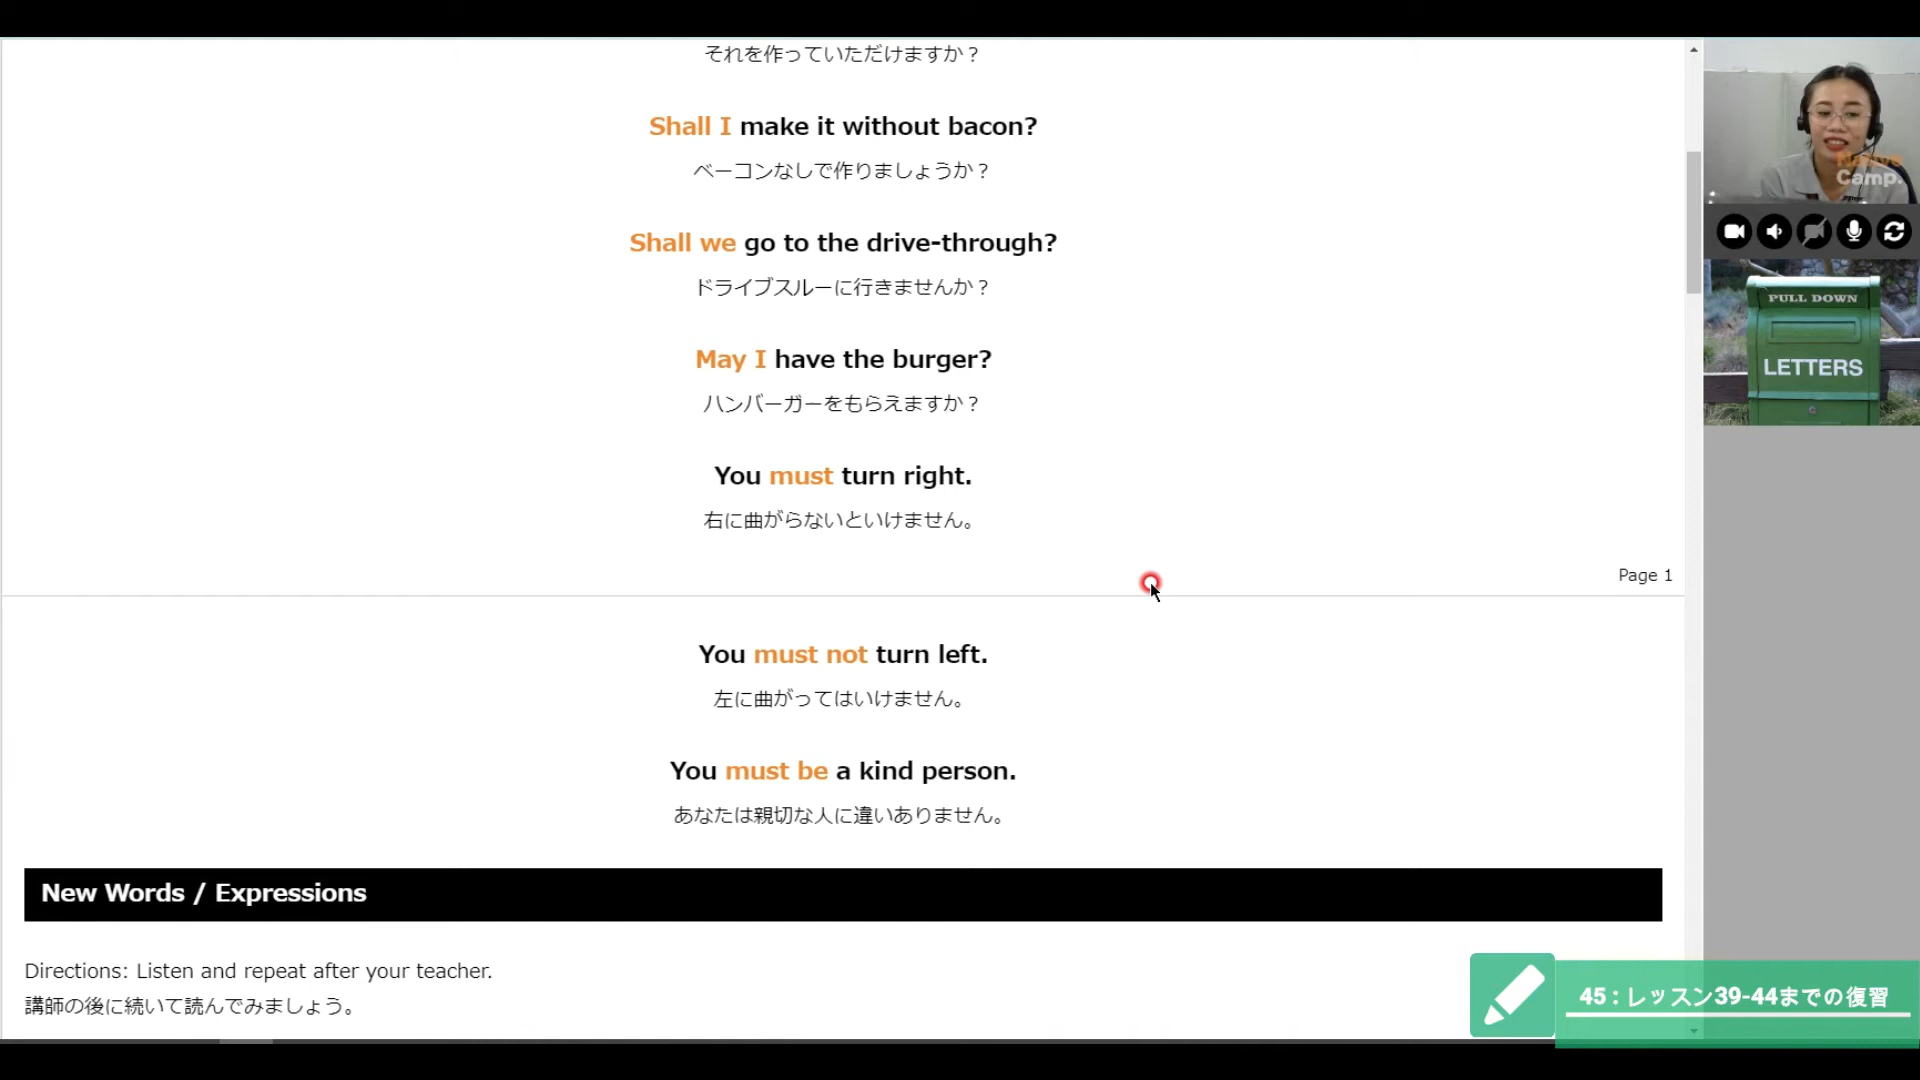 それを作っていただけますか？
Shall I make it without bacon?
ベーコンなしで作りましょうか？
Shall we go to the drive-through?
ドライブスルーに行きませんか？
May I have the burger?
ハンバーガーをもらえますか？
You must turn right.
右に曲がらないといけません。
Page 1
You must not turn left.
左に曲がってはいけません。
You must be a kind person.
あなたは親切な人に違いありません。
New Words / Expressions
Directions: Listen and repeat after your teacher.
講師の後に続いて読んでみましょう。
Native
Camp.
PULL DOWN
LETTERS
45：レッスン39-44までの復習